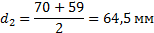 d₂ = (70 + 59)/2 = 64,5 мм